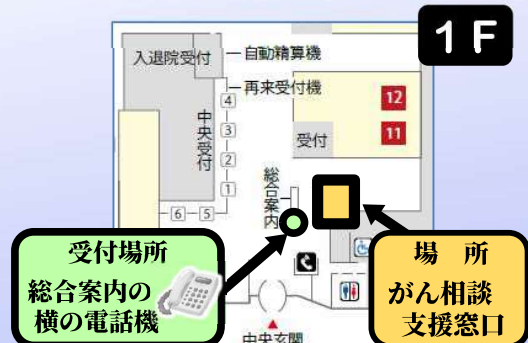 1F
入退院受付
自動精算機
再来受付機
中央受付
4
3
2
1
6
5
12
11
受付
総合案内
受付場所
総合案内の
横の電話機
場 所
がん相談
支援窓口
中央玄関